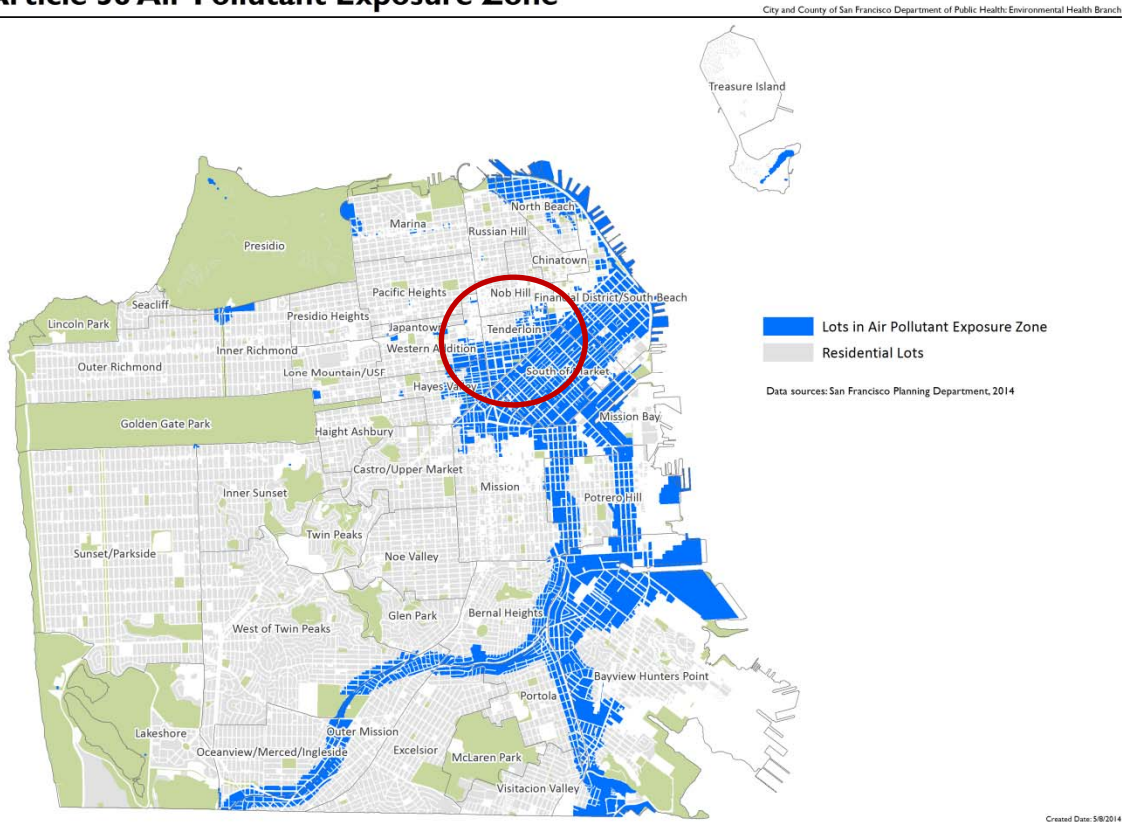 Article 38 Air Pollutant Exposure Zone
City and County of San Francisco Department of Public Health: Environmental Health Branch
Treasure Island
North Beach
Marina
Russian Hill
Presidio
Chinatown
Pacific Heights
Nob Hill
Financial District/South Beach
Seacliff
Lincoln Park
Presidio Heights
Japantown
Tenderloin
Inner Richmond
Western Addition
Outer Richmond
Lone Mountain/USF
South of Market
Hayes Valley
Golden Gate Park
Haight Ashbury
Mission Bay
Castro/Upper Market
Inner Sunset
Mission
Potrero Hill
Twin Peaks
Sunset/Parkside
Noe Valley
Glen Park
Bernal Heights
West of Twin Peaks
Bayview Hunters Point
Portola
Lakeshore
Outer Mission
Oceanview/Merced/Ingleside
Excelsior
McLaren Park
Visitacion Valley
Lots in Air Pollutant Exposure Zone
Residential Lots
Data sources: San Francisco Planning Department, 2014
Created Date: 5/8/2014